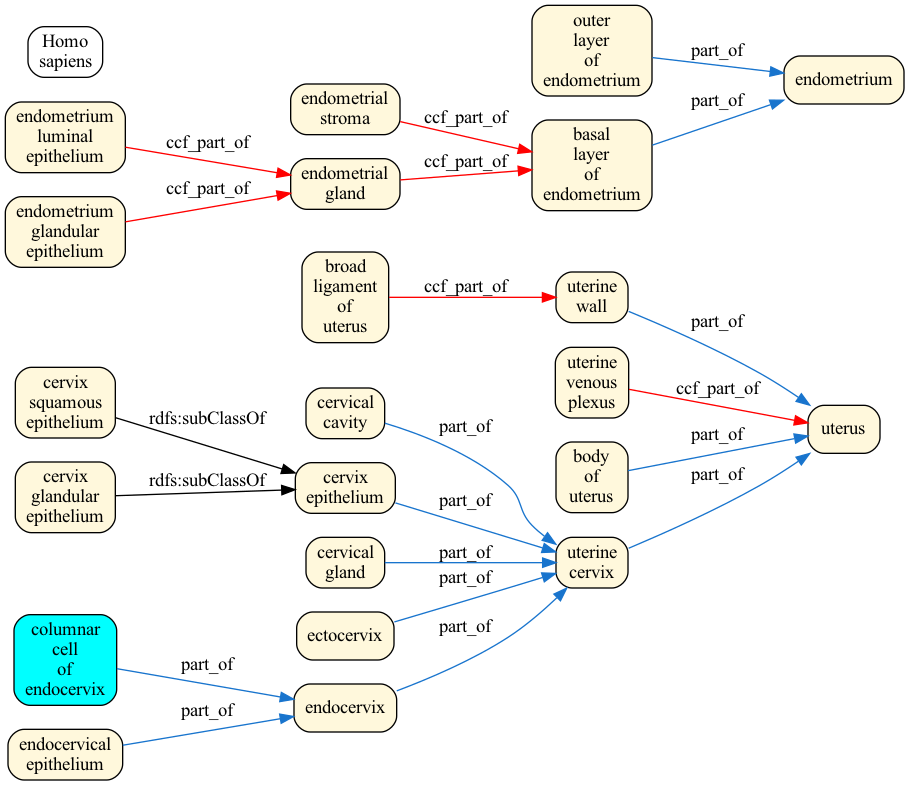 Homo
sapiens
endometrium
luminal
epithelium
ccf_part_of
endometrium
glandular
epithelium
ccf_part_of
endometrial
stroma
ccf_part_of
endometrial
gland
ccf_part_of
outer
layer
of
endometrium
part_of
basal
layer
of
endometrium
part_of
endometrium
broad
ligament
of
uterus
ccf_part_of
uterine
wall
part_of
uterine
venous
plexus
ccf_part_of
body
of
uterus
part_of
uterus
cervix
squamous
epithelium
rdfs:subClassOf
cervix
glandular
epithelium
rdfs:subClassOf
cervical
cavity
part_of
cervix
epithelium
part_of
cervical
gland
part_of
ectocervix
part_of
uterine
cervix
part_of
columnar
cell
of
endocervix
part_of
endocervical
epithelium
part_of
endocervix
part_of